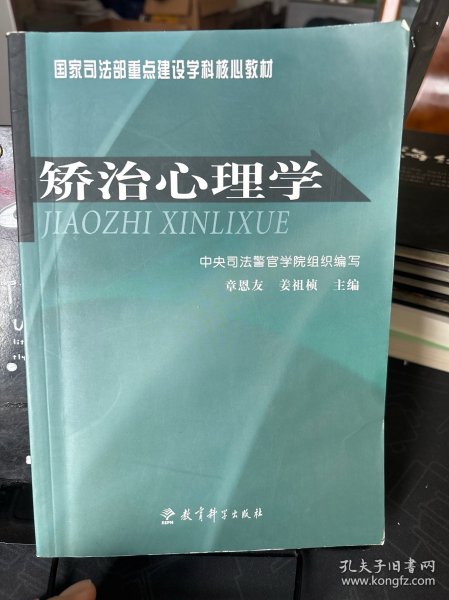 国家司法部重点建设学科核心教材
矫治心理学
JIAOZHI XINLIXUE
中央司法警官学院组织编写
章恩友 姜祖桢 主编
ESPH
教育科学出版社
孔夫子旧书网
www.kongfz.com